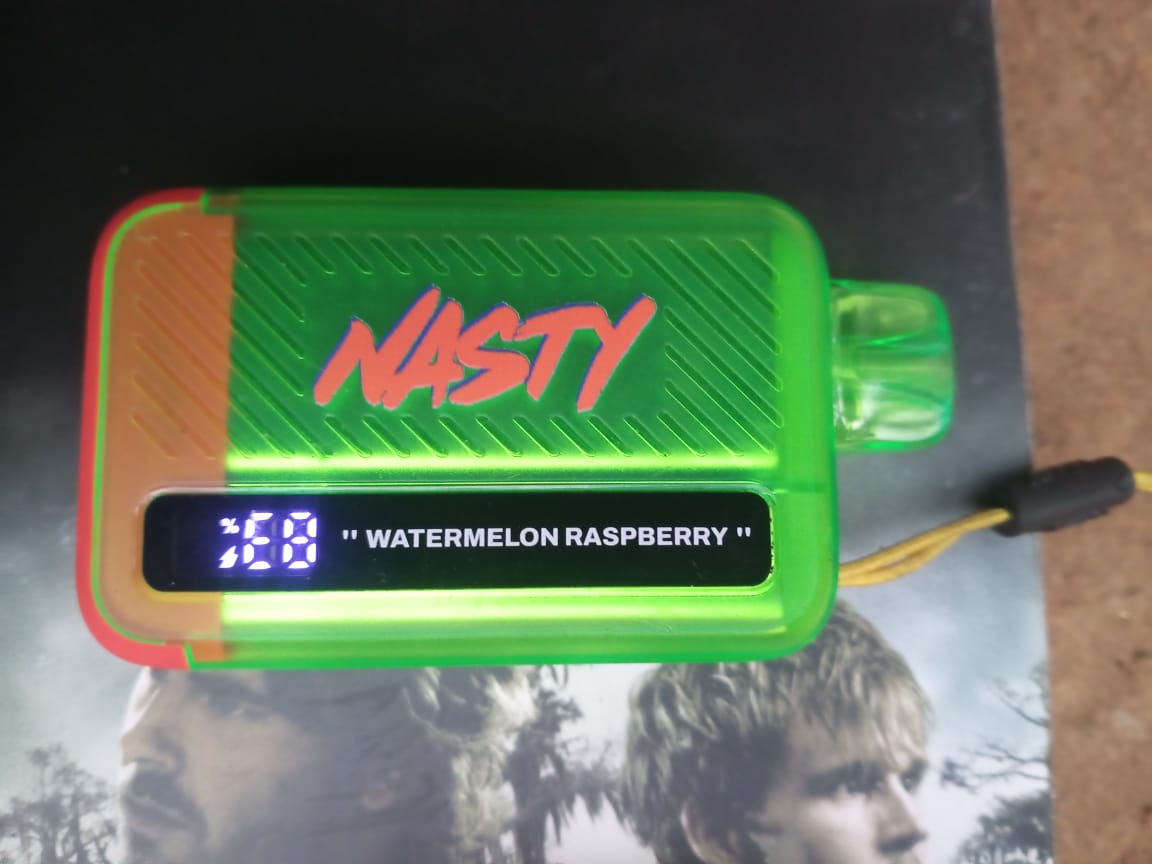 NASTY
" WATERMELON RASPBERRY "